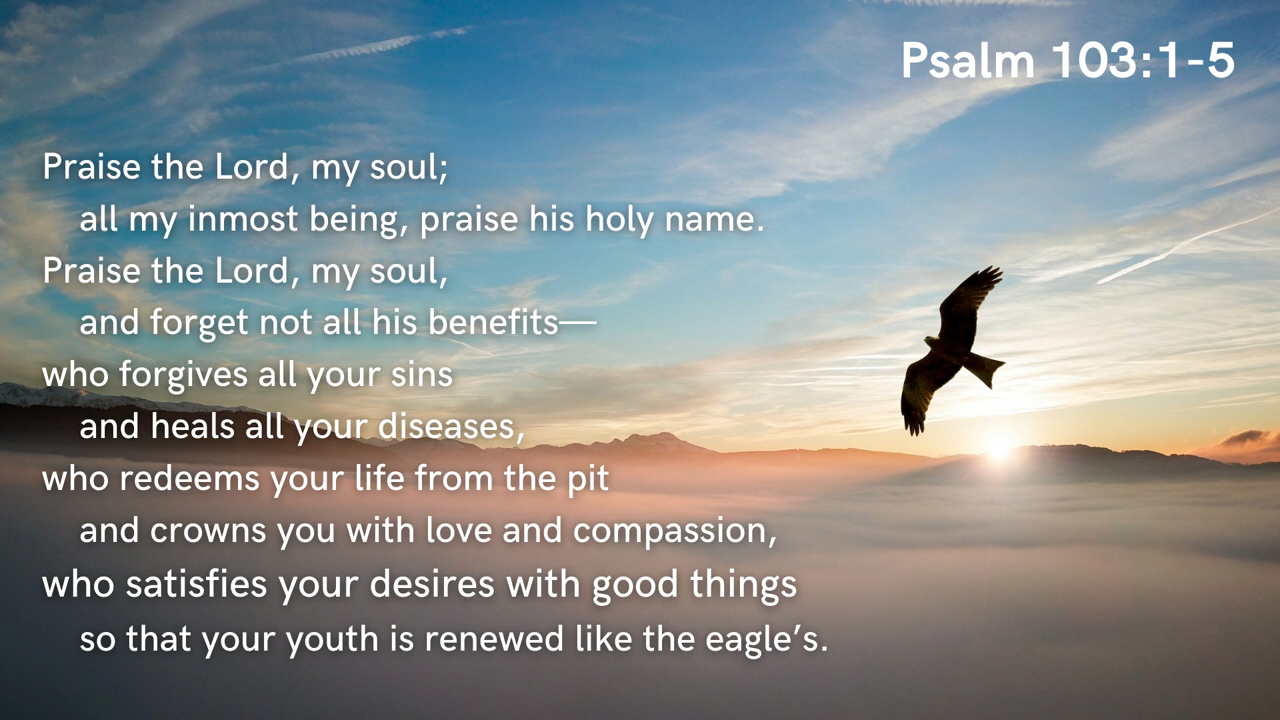 Psalm 103:1-5
Praise the Lord, my soul;
all my inmost being, praise his holy name.
Praise the Lord, my soul,
and forget not all his benefits—
who forgives all your sins
and heals all your diseases,
who redeems your life from the pit
and crowns you with love and compassion,
who satisfies your desires with good things
so that your youth is renewed like the eagle’s.